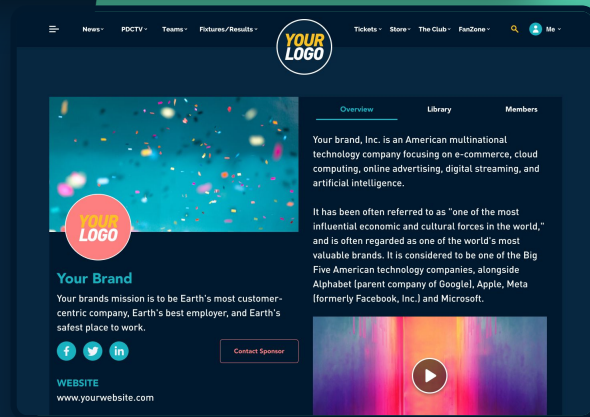 News
PDCTV
Teams
Fixtures/Results
YOUR
LOGO
Tickets
Store
The Club
FanZone
Me
YOUR
LOGO
Your Brand
Your brands mission is to be Earth's most customer-
centric company, Earth's best employer, and Earth's
safest place to work.
Contact Sponsor
WEBSITE
www.yourwebsite.com
Overview
Library
Members
Your brand, Inc. is an American multinational
technology company focusing on e-commerce, cloud
computing, online advertising, digital streaming, and
artificial intelligence.
It has been often referred to as "one of the most
influential economic and cultural forces in the world,"
and is often regarded as one of the world's most
valuable brands. It is considered to be one of the Big
Five American technology companies, alongside
Alphabet (parent company of Google), Apple, Meta
(formerly Facebook, Inc.) and Microsoft.